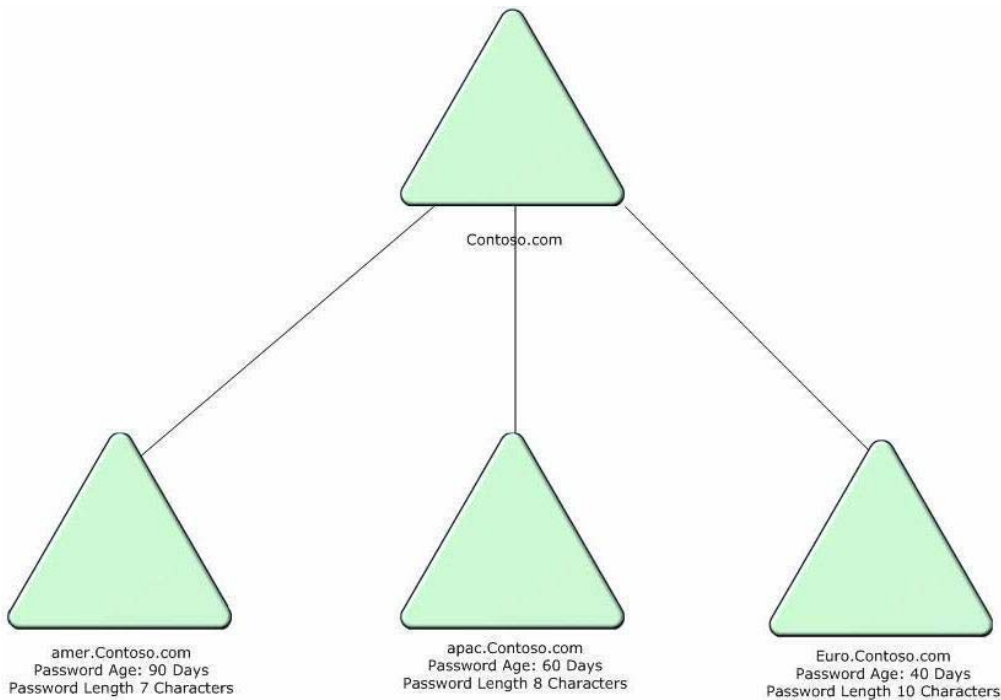 Contoso.com
amer.Contoso.com
Password Age: 90 Days
Password Length 7 Characters
apac.Contoso.com
Password Age: 60 Days
Password Length 8 Characters
Euro.Contoso.com
Password Age: 40 Days
Password Length 10 Characters